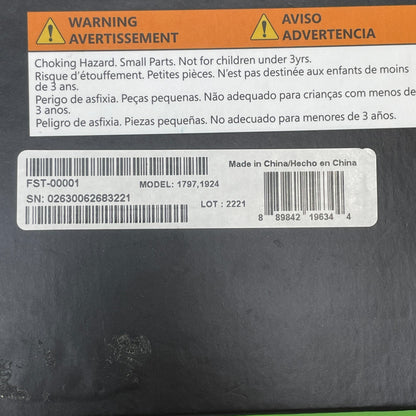 WARNING
AVERTISSEMENT
AVISO
ADVERTENCIA
Choking Hazard. Small Parts. Not for children under 3yrs.
Risque d'étouffement. Petites pièces. N'est pas destinée aux enfants de moins
de 3 ans.
Perigo de asfixia. Peças pequenas. Não adequado para crianças com menos de
3 anos.
Peligro de asfixia. Piezas pequeñas. No adecuado para menores de 3 años.
Made in China/Hecho en China
FST-00001
MODEL: 1797,1924
SN: 02630062683221
LOT : 2221
8 89842 19634 4